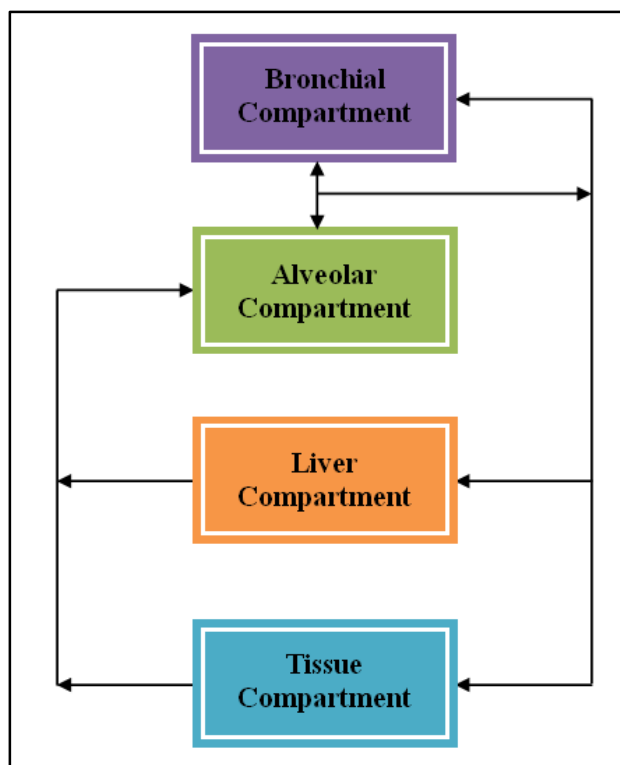 Bronchial
Compartment
Alveolar
Compartment
Liver
Compartment
Tissue
Compartment